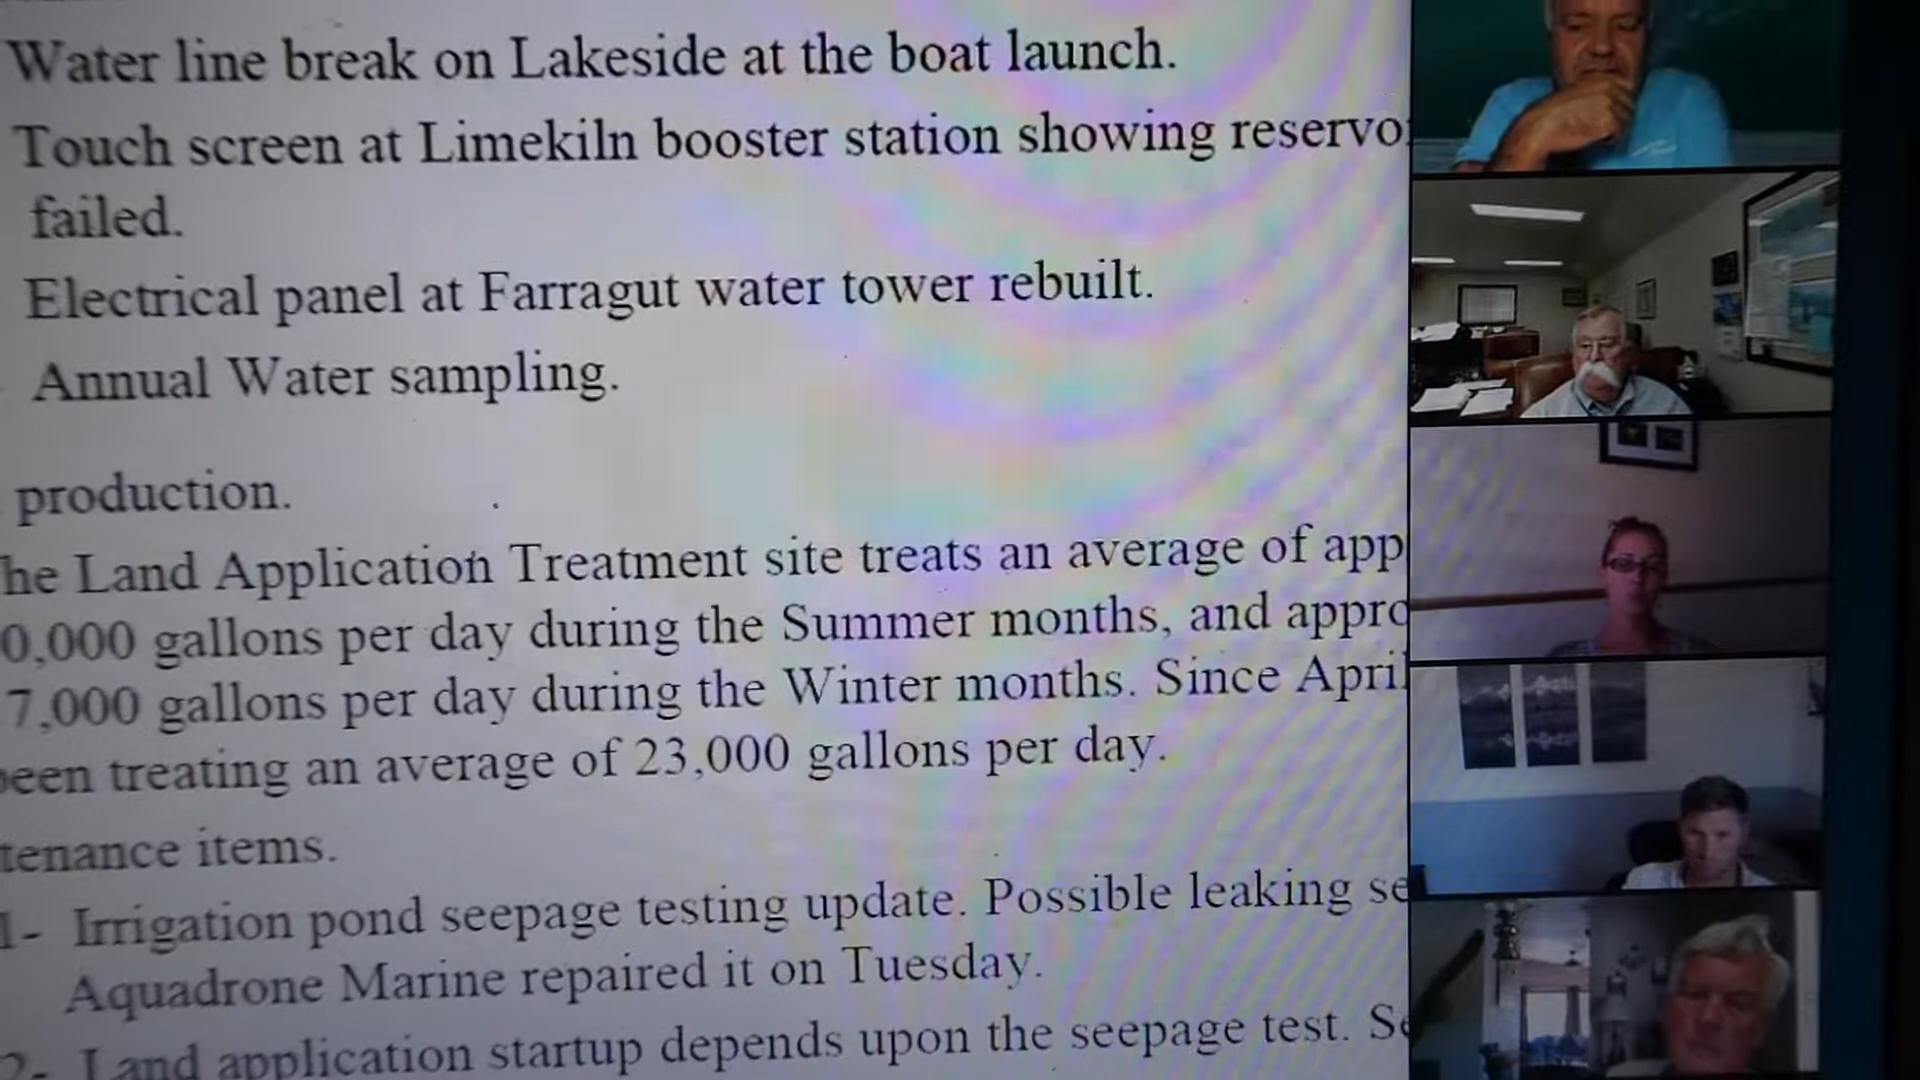 Water line break on Lakeside at the boat launch.
Touch screen at Limekiln booster station showing reservo
failed.
Electrical panel at Farragut water tower rebuilt.
Annual Water sampling.
production.
he Land Application Treatment site treats an average of app
0,000 gallons per day during the Summer months, and appro
7,000 gallons per day during the Winter months. Since April
been treating an average of 23,000 gallons per day.
tenance items.
1- Irrigation pond seepage testing update. Possible leaking se
Aquadrone Marine repaired it on Tuesday.
2- Land application startup depends upon the seepage test. Se